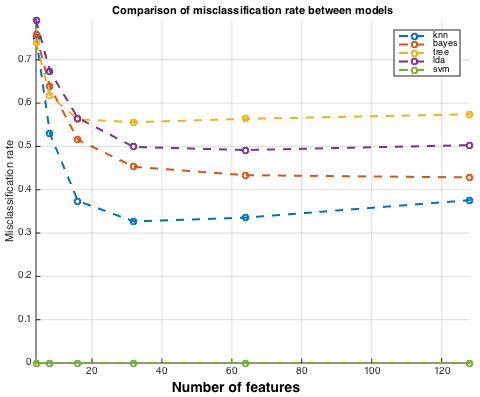 Comparison of misclassification rate between models
knn
bayes
tree
lda
svm
Misclassification rate
0.7
0.6
0.5
0.4
0.3
0.2
0.1
0
20
40
60
80
100
120
Number of features